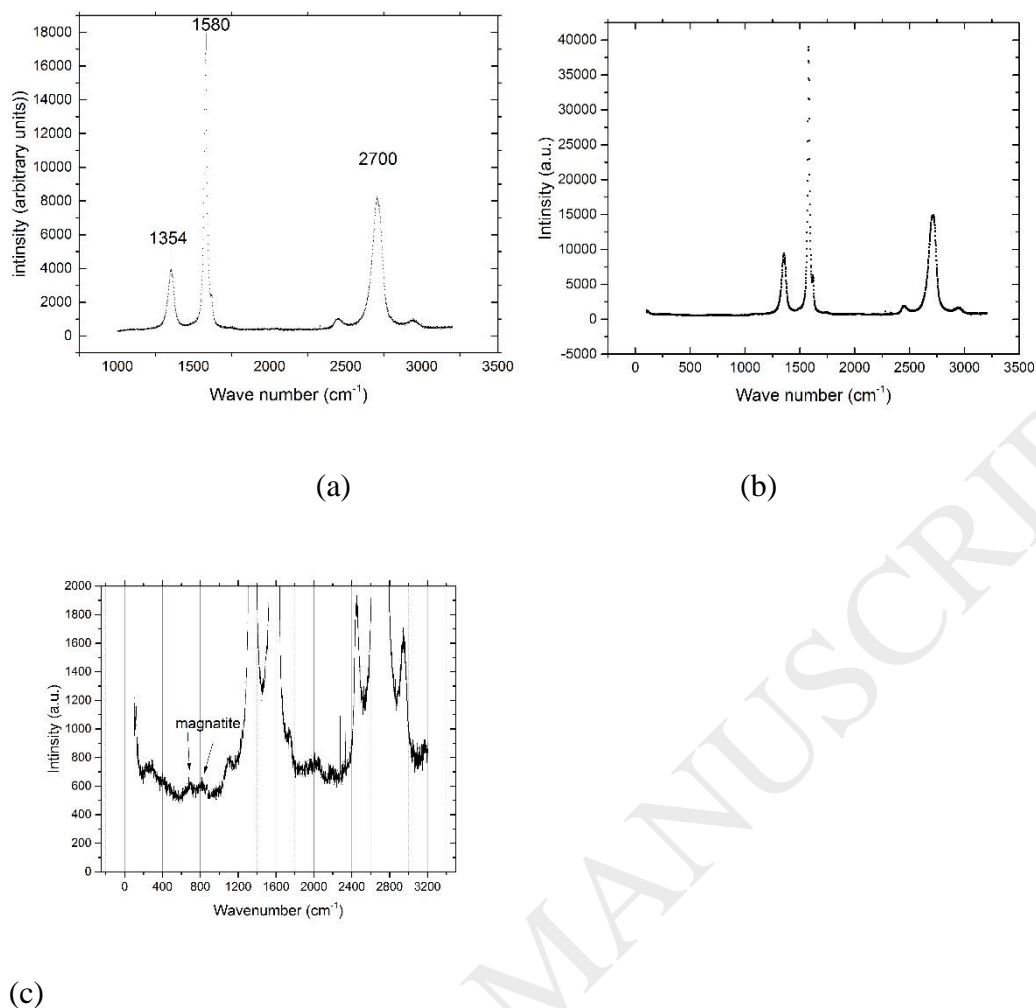 1580
18000
16000
14000
12000
10000
8000
6000
4000
2000
0
2700
1354
intinsity (arbitrary units))
1000 1500 2000 2500 3000 3500
Wave number (cm-1)
(a)
40000
35000
30000
25000
20000
15000
10000
5000
0
-5000
Intinsity (a.u.)
0 500 1000 1500 2000 2500 3000 3500
Wave number (cm-1)
(b)
2000
1800
1600
1400
1200
1000
800
600
400
200
0
magnatite
Intinsity (a.u.)
0 400 800 1200 1600 2000 2400 2800 3200
Wavenumber (cm-1)
(c)
MANUSCRI